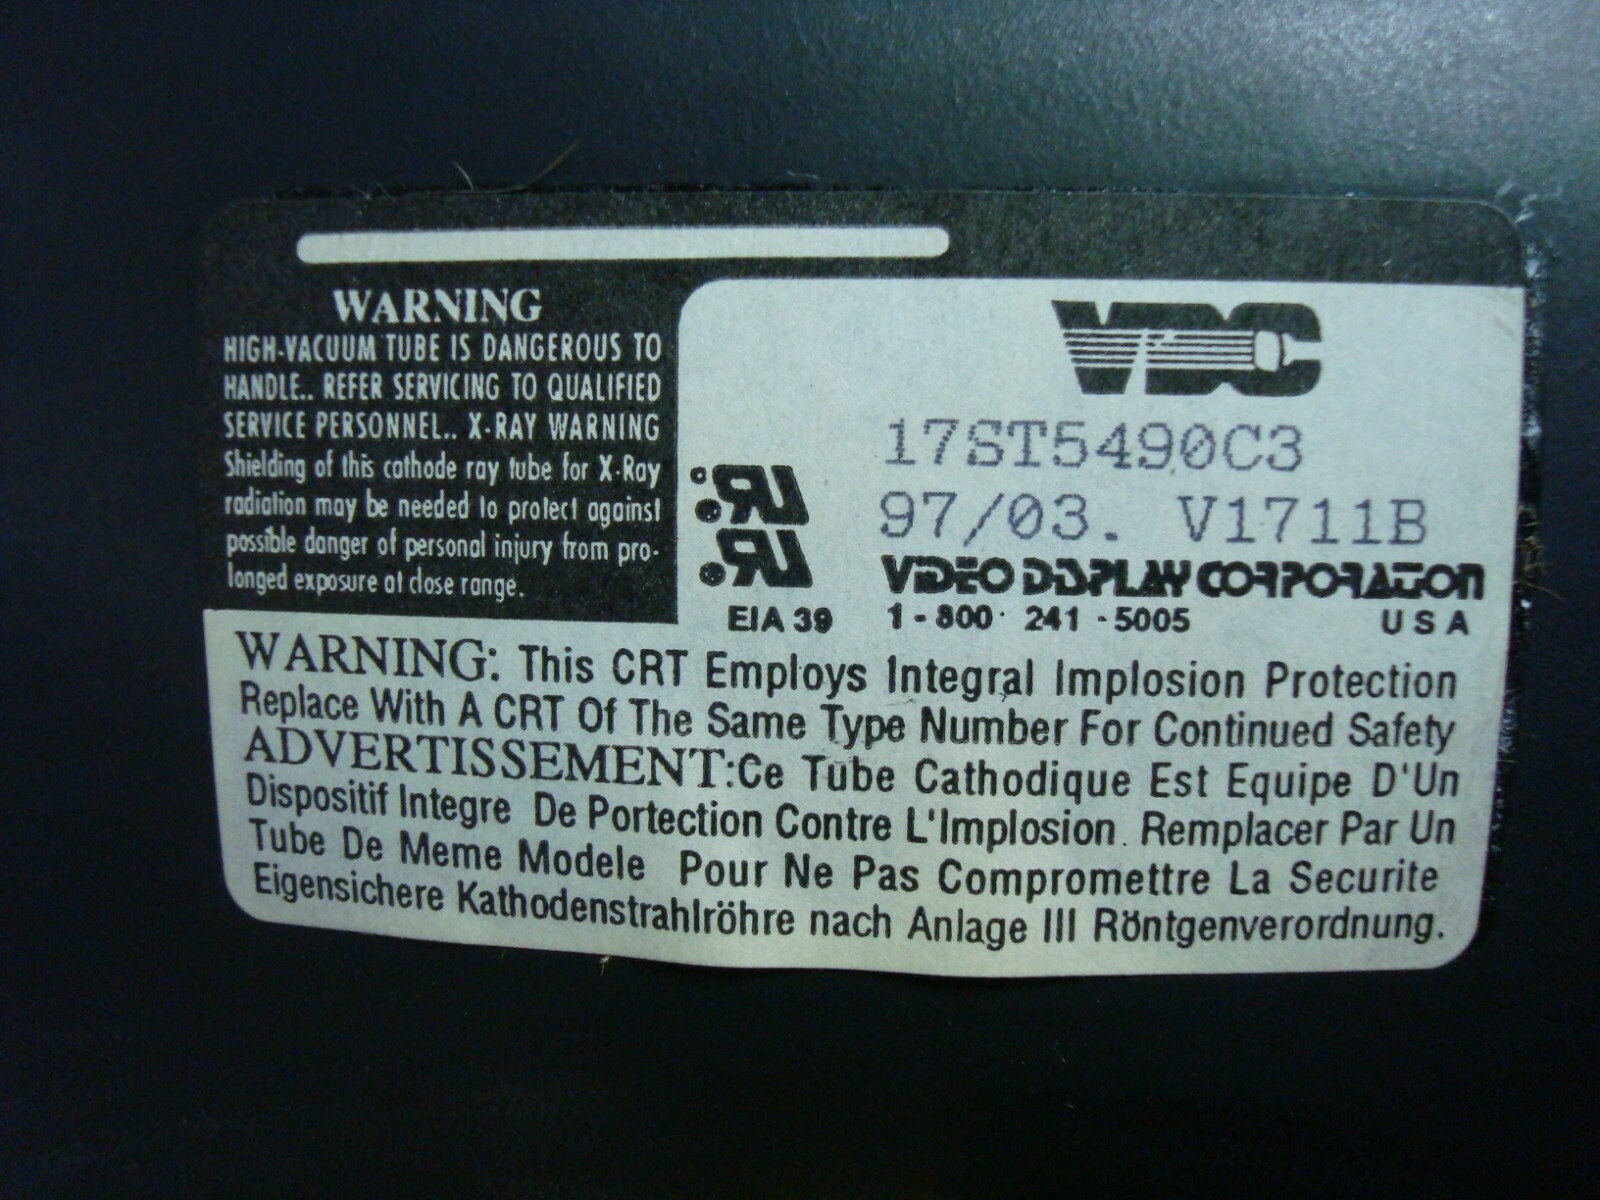 WARNING
HIGH-VACUUM TUBE IS DANGEROUS TO
HANDLE.. REFER SERVICING TO QUALIFIED
SERVICE PERSONNEL.. X-RAY WARNING
Shielding of this cathode ray tube for X-Ray
radiation may be needed to protect against
possible danger of personal injury from pro-
longed exposure at close range.
VDC
17ST5490C3
97/03. V1711B
VIDEO DISPLAY CORPORATION
EIA 39 1-800 241-5005 USA
WARNING: This CRT Employs Integral Implosion Protection
Replace With A CRT Of The Same Type Number For Continued Safety
ADVERTISSEMENT:Ce Tube Cathodique Est Equipe D'Un
Dispositif Integre De Portection Contre L'Implosion. Remplacer Par Un
Tube De Meme Modele Pour Ne Pas Compromettre La Securite
Eigensichere Kathodenstrahlröhre nach Anlage III Röntgenverordnung.